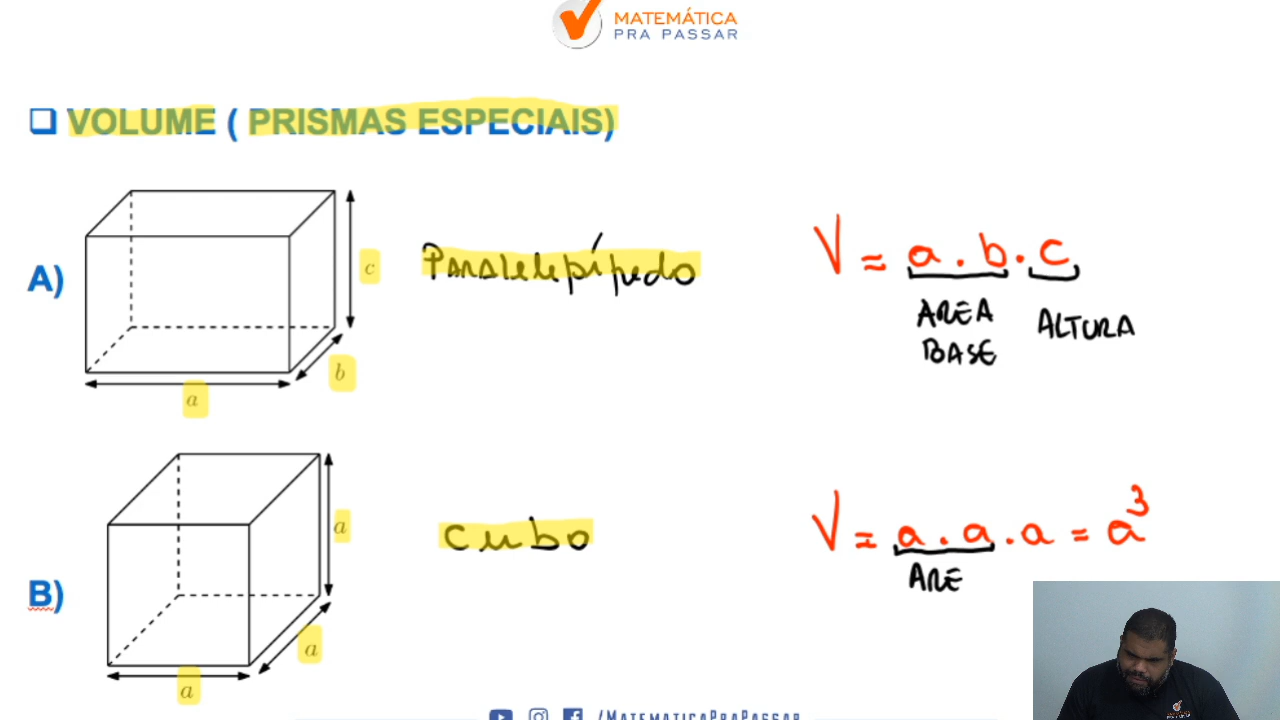 MATEMÁTICA
PRA PASSAR
❑ VOLUME ( PRISMAS ESPECIAIS)
A)
c
b
a
Paralelepípedo
V = a . b . c
AREA
BASE
ALTURA
B)
a
a
a
cubo
V = a . a . a = a³
ARE
/MATEMATICAPRAPASSAR